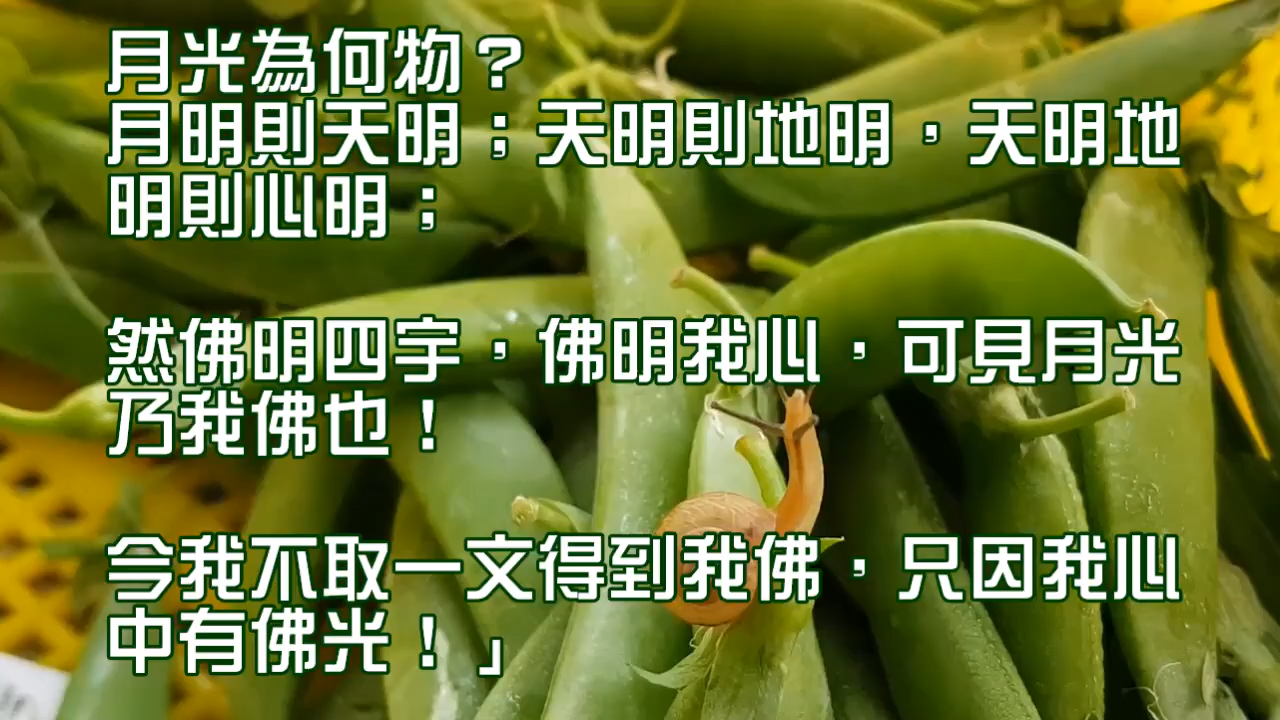 月光為何物？
月明則天明；天明則地明，天明地
明則心明；
然佛明四宇，佛明我心，可見月光
乃我佛也！
今我不取一文得到我佛，只因我心
中有佛光！」